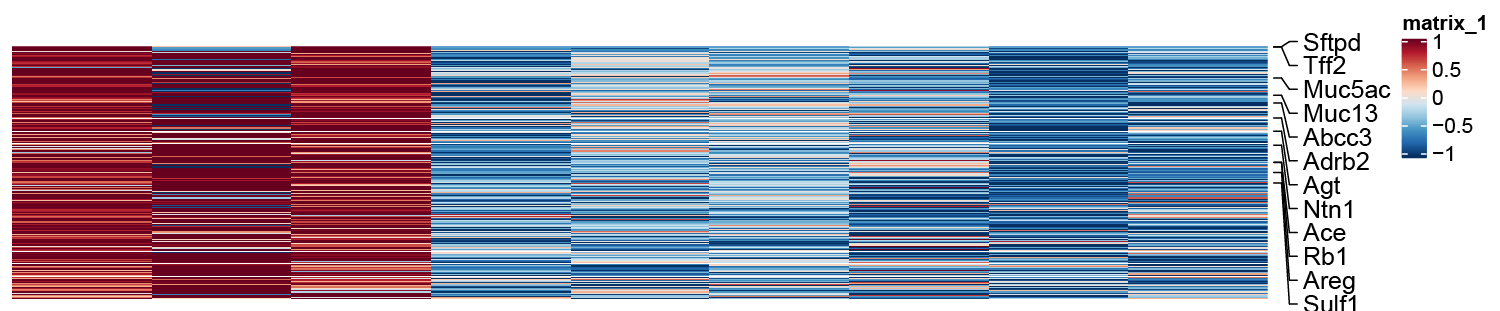 matrix_1
Sftpd
Tff2
Muc5ac
Muc13
Abcc3
Adrb2
Agt
Ntn1
Ace
Rb1
Areg
Sulf1
1
0.5
0
−0.5
−1